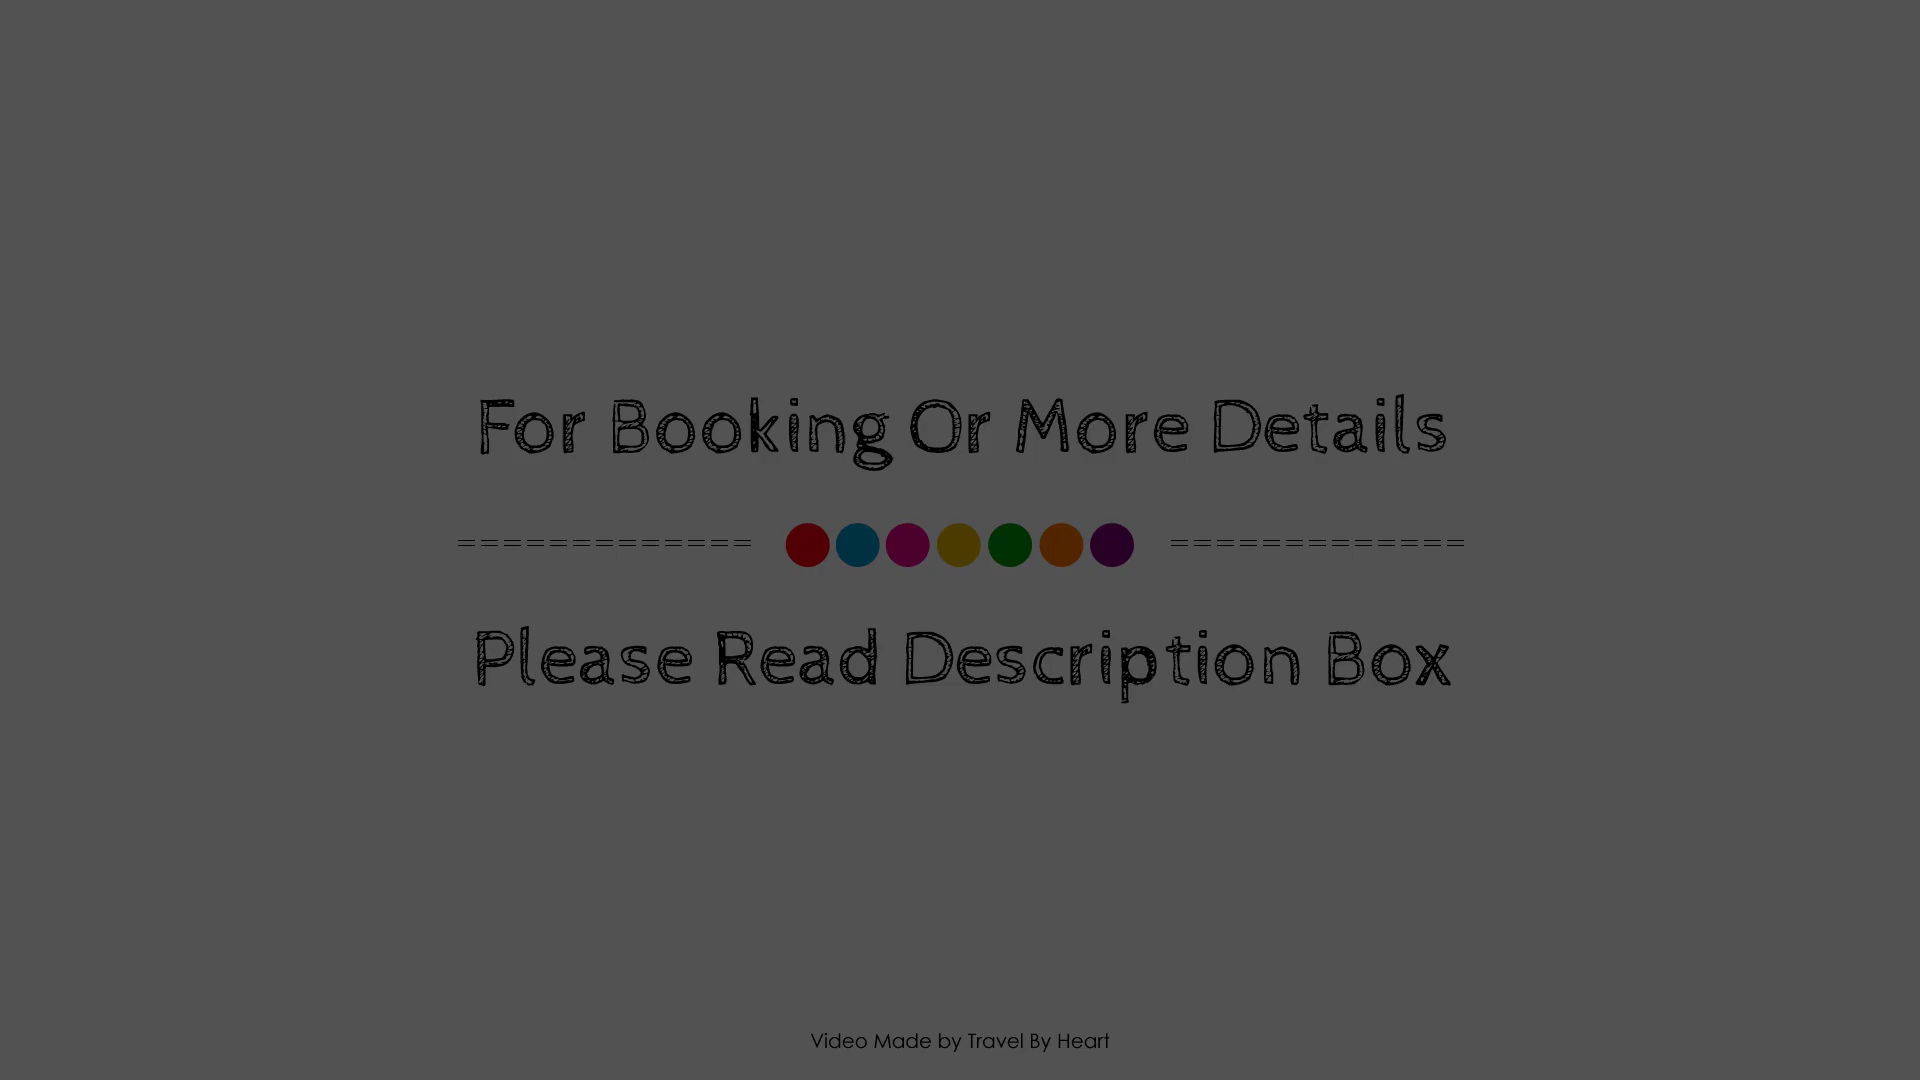 For Booking Or More Details
============= =============
Please Read Description Box
Video Made by Travel By Heart